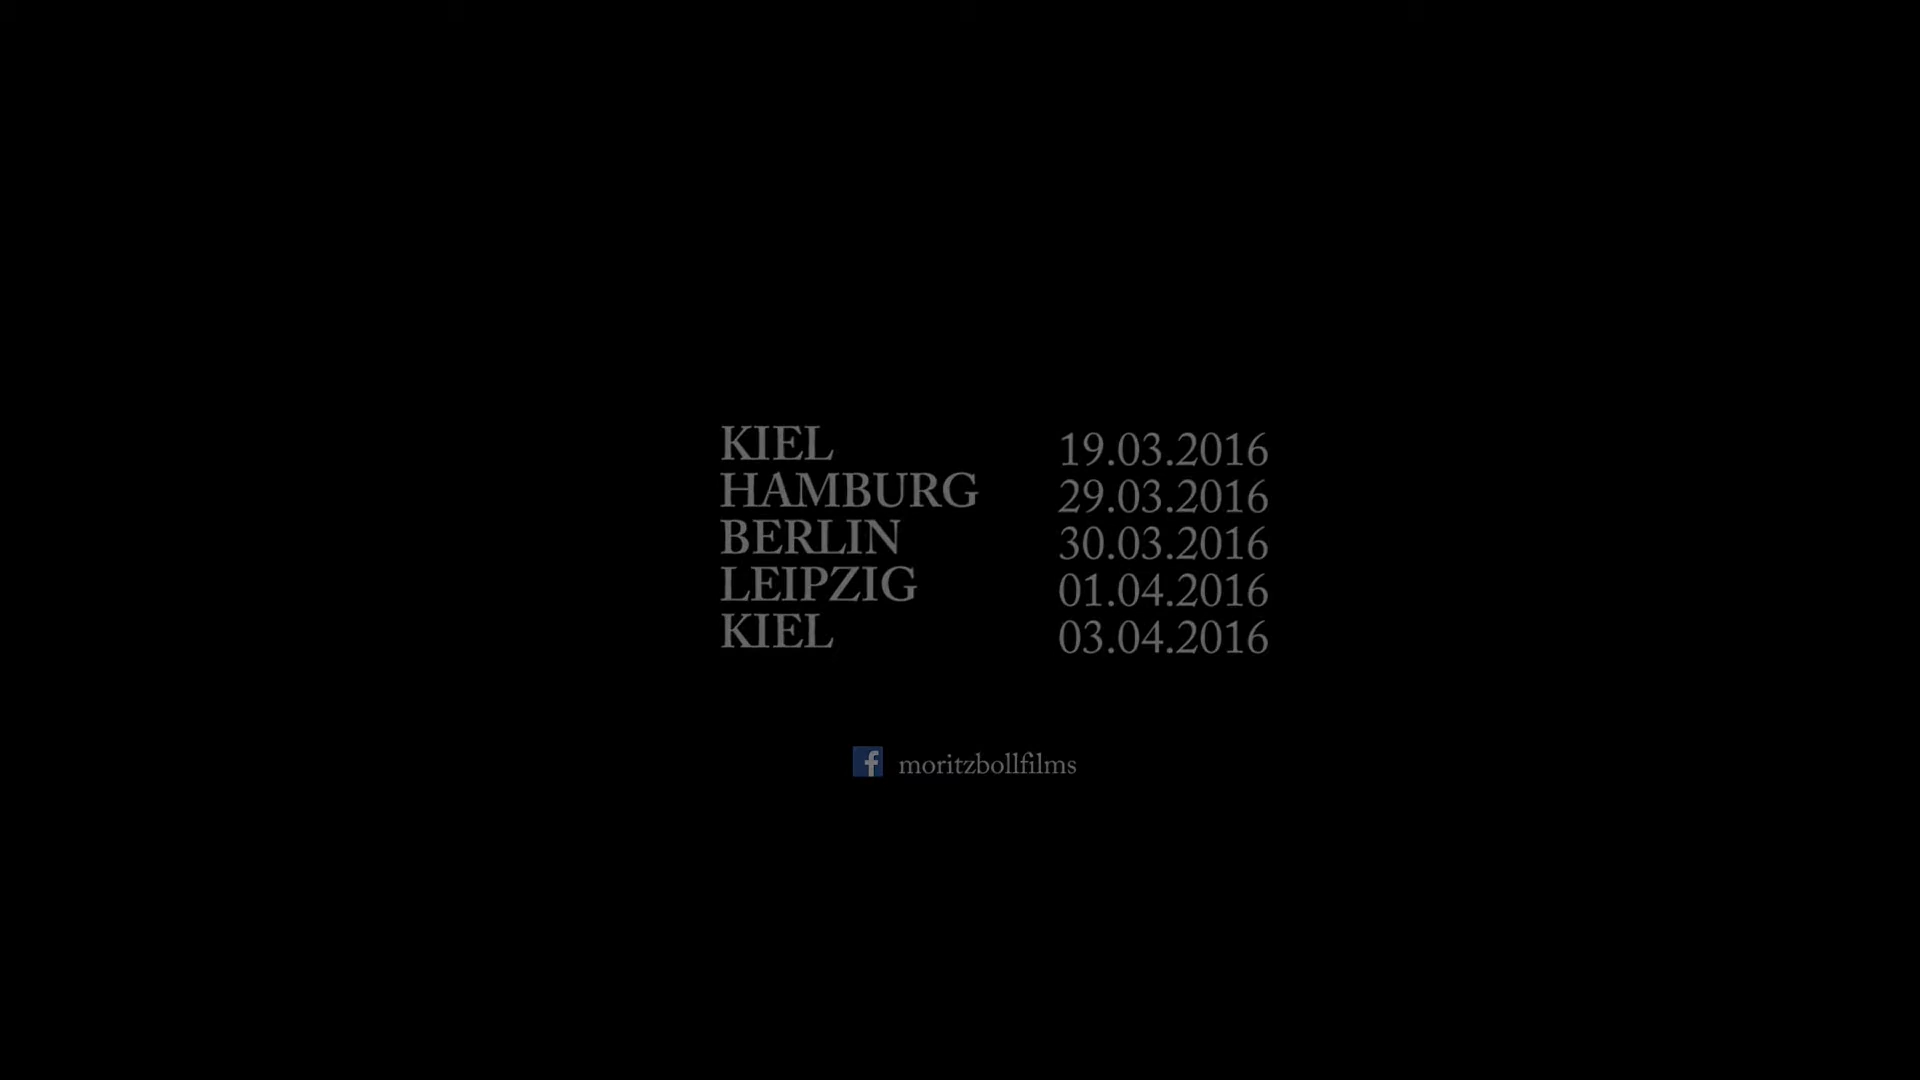 KIEL 19.03.2016
HAMBURG 29.03.2016
BERLIN 30.03.2016
LEIPZIG 01.04.2016
KIEL 03.04.2016
f moritzbollfilms